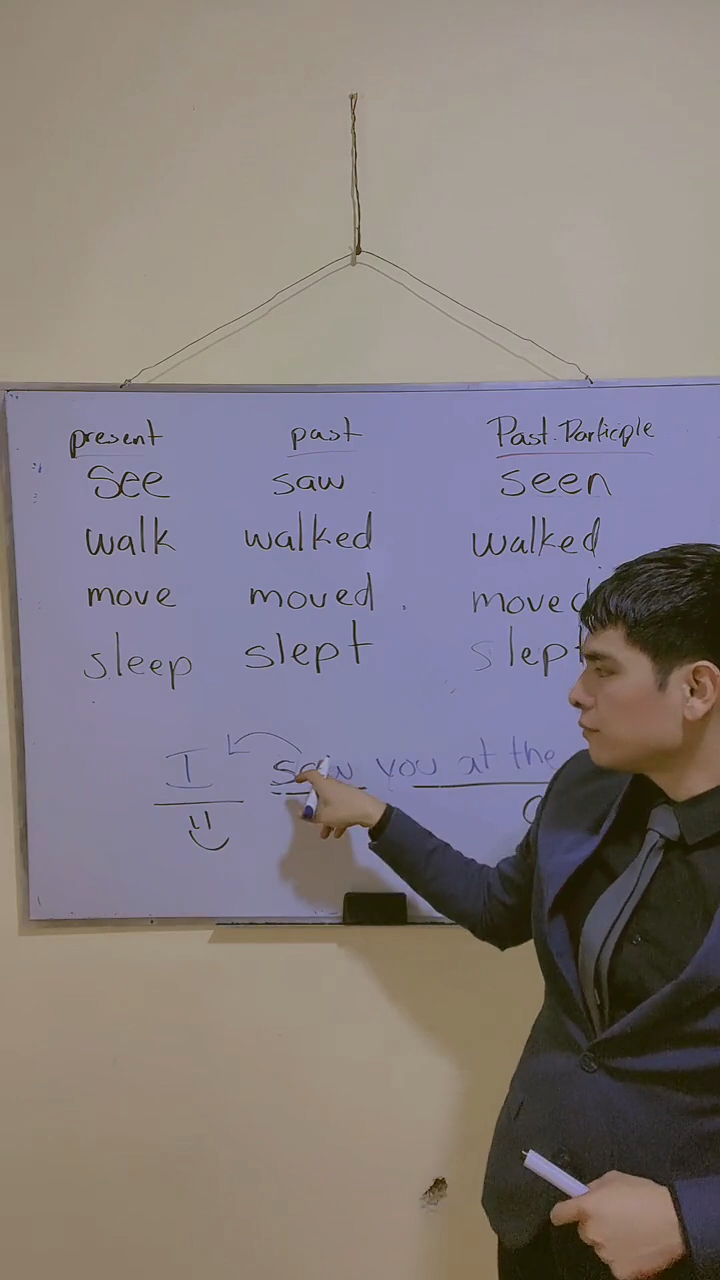 present past Past. Participle
see saw seen
walk walked walked
move moved moved
sleep slept slept
I saw you at the